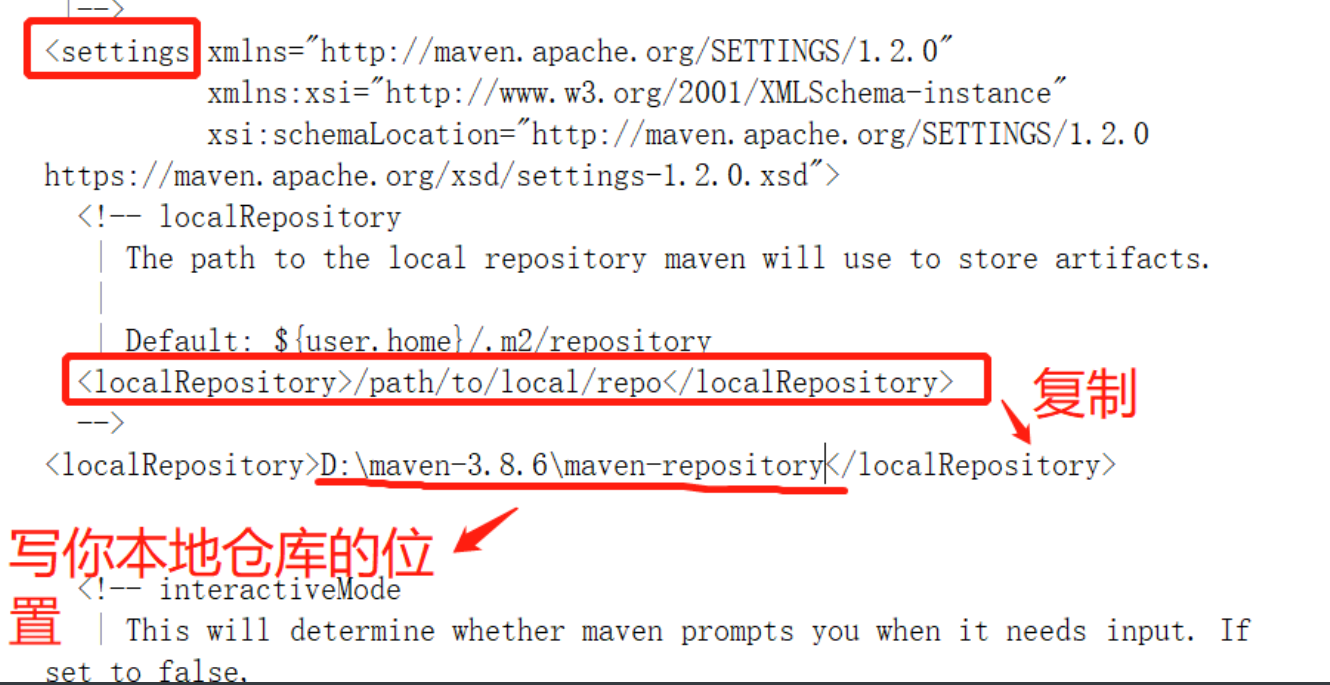 |-->
<settings xmlns="http://maven.apache.org/SETTINGS/1.2.0"
xmlns:xsi="http://www.w3.org/2001/XMLSchema-instance"
xsi:schemaLocation="http://maven.apache.org/SETTINGS/1.2.0
https://maven.apache.org/xsd/settings-1.2.0.xsd">
<!-- localRepository
| The path to the local repository maven will use to store artifacts.
|
| Default: ${user.home}/.m2/repository
<localRepository>/path/to/local/repo</localRepository>
复制
-->
<localRepository>D:\maven-3.8.6\maven-repository</localRepository>
写你本地仓库的位
置
<!-- interactiveMode
| This will determine whether maven prompts you when it needs input. If
set to false,